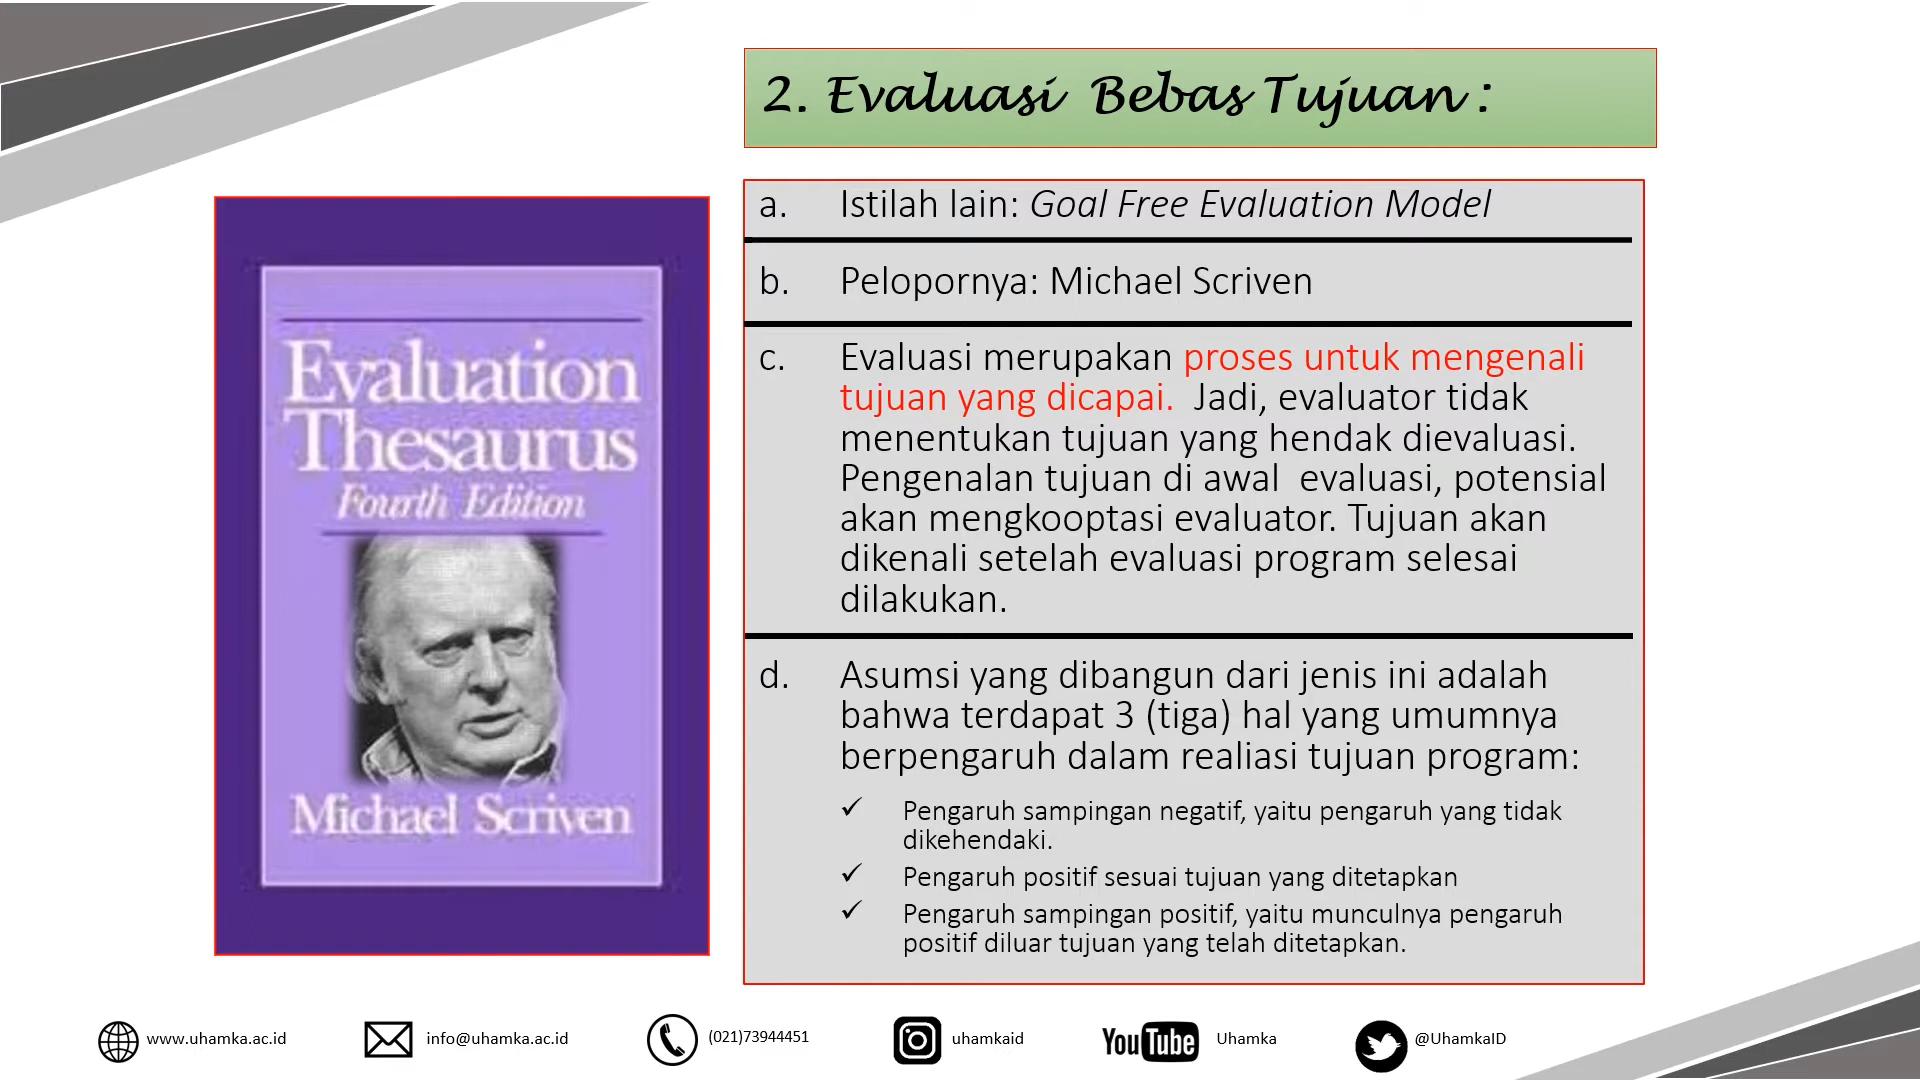 2. Evaluasi Bebas Tujuan :
Evaluation
Thesaurus
Fourth Edition
Michael Scriven
a. Istilah lain: Goal Free Evaluation Model
b. Pelopornya: Michael Scriven
c. Evaluasi merupakan proses untuk mengenali
tujuan yang dicapai. Jadi, evaluator tidak
menentukan tujuan yang hendak dievaluasi.
Pengenalan tujuan di awal evaluasi, potensial
akan mengkooptasi evaluator. Tujuan akan
dikenali setelah evaluasi program selesai
dilakukan.
d. Asumsi yang dibangun dari jenis ini adalah
bahwa terdapat 3 (tiga) hal yang umumnya
berpengaruh dalam realiasi tujuan program:
✓ Pengaruh sampingan negatif, yaitu pengaruh yang tidak
dikehendaki.
✓ Pengaruh positif sesuai tujuan yang ditetapkan
✓ Pengaruh sampingan positif, yaitu munculnya pengaruh
positif diluar tujuan yang telah ditetapkan.
www.uhamka.ac.id
info@uhamka.ac.id
(021)73944451
uhamkaid
YouTube Uhamka
@UhamkaID